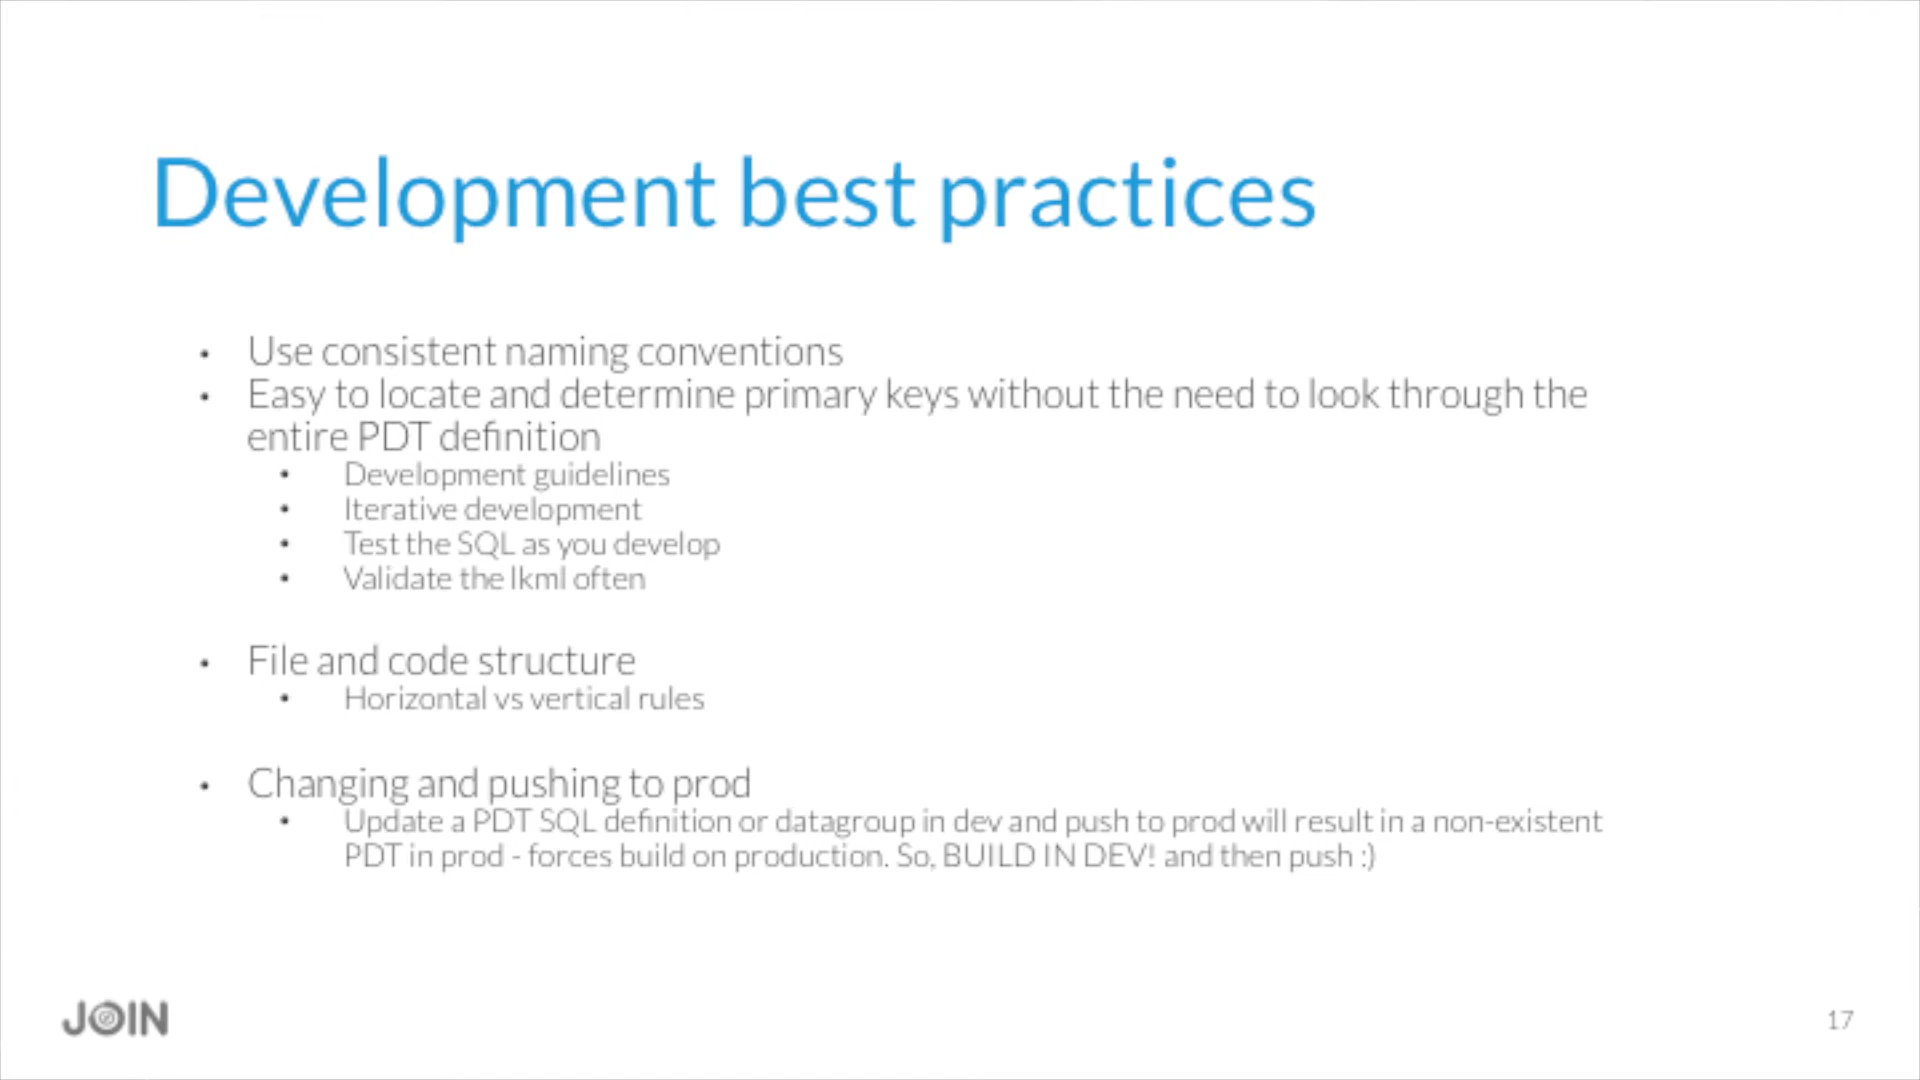 Development best practices
• Use consistent naming conventions
• Easy to locate and determine primary keys without the need to look through the
entire PDT definition
• Development guidelines
• Iterative development
• Test the SQL as you develop
• Validate the lkml often
• File and code structure
• Horizontal vs vertical rules
• Changing and pushing to prod
• Update a PDT SQL definition or datagroup in dev and push to prod will result in a non-existent
PDT in prod - forces build on production. So, BUILD IN DEV! and then push :)
JOIN
17